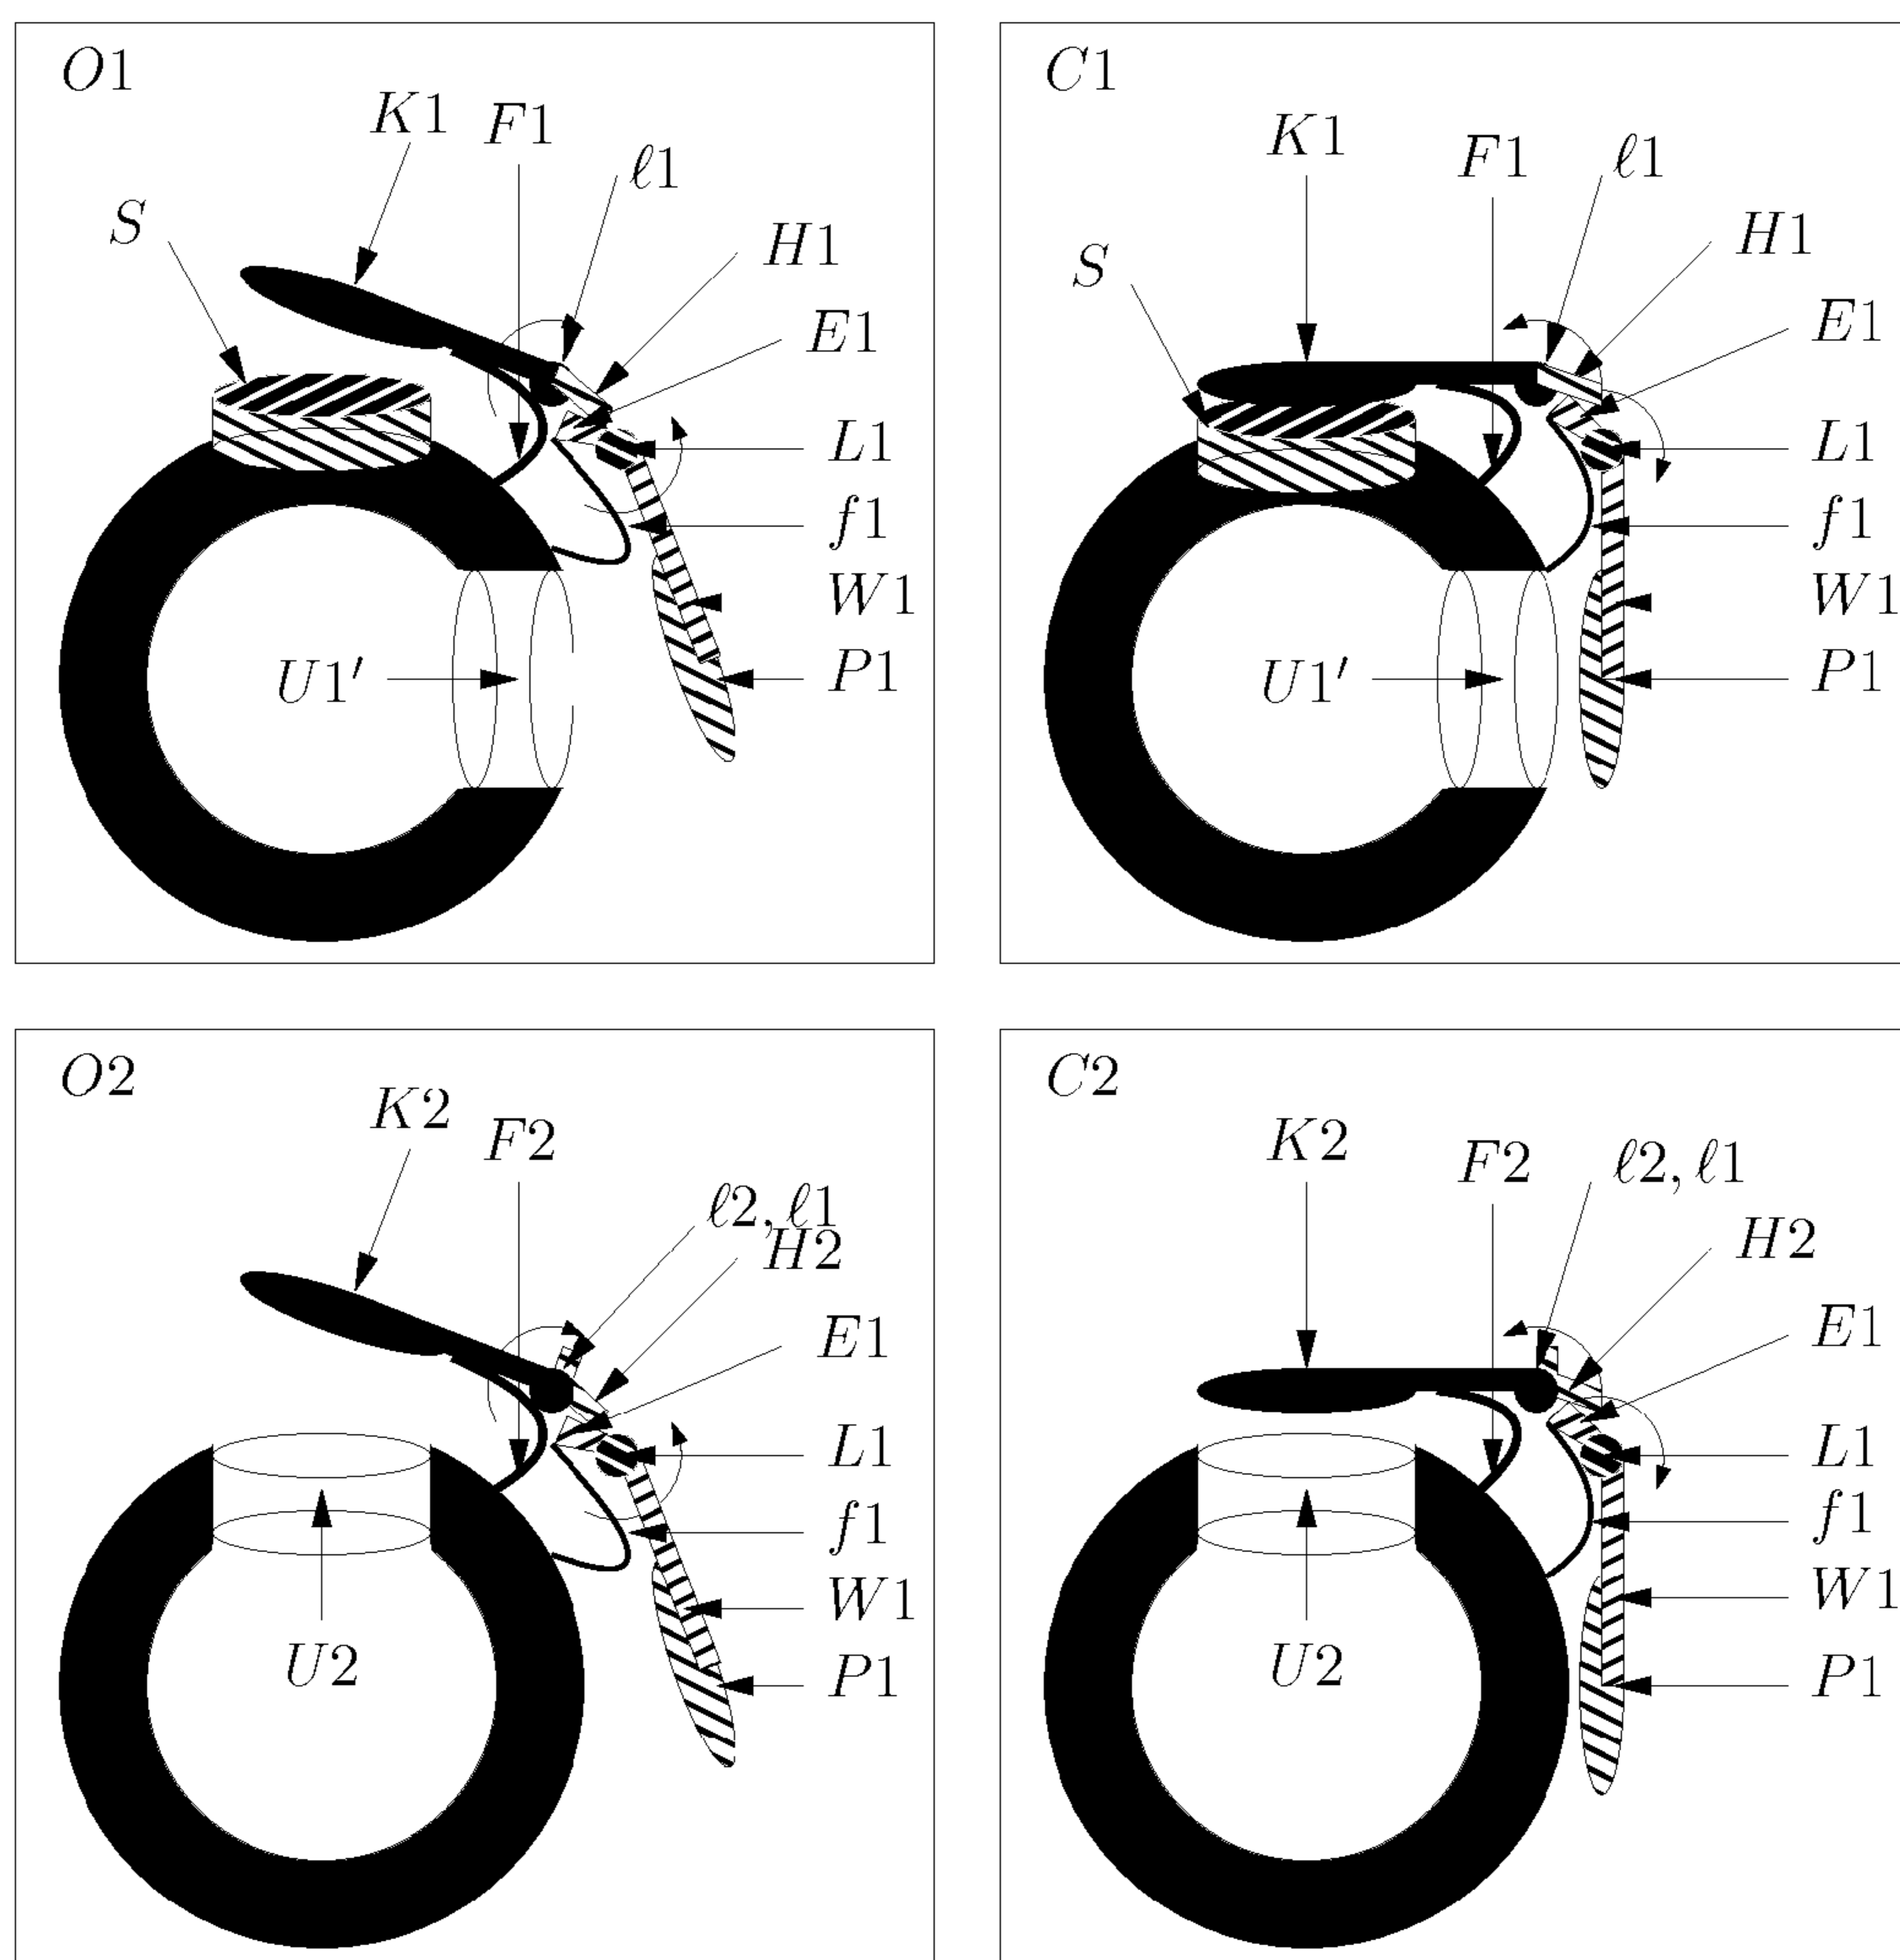 O1
K1
F1
ℓ1
S
H1
E1
L1
f1
W1
U1′
P1
C1
K1
F1
ℓ1
S
H1
E1
L1
f1
W1
U1′
P1
O2
K2
F2
ℓ2, ℓ1
H2
E1
L1
f1
W1
U2
P1
C2
K2
F2
ℓ2, ℓ1
H2
E1
L1
f1
W1
U2
P1